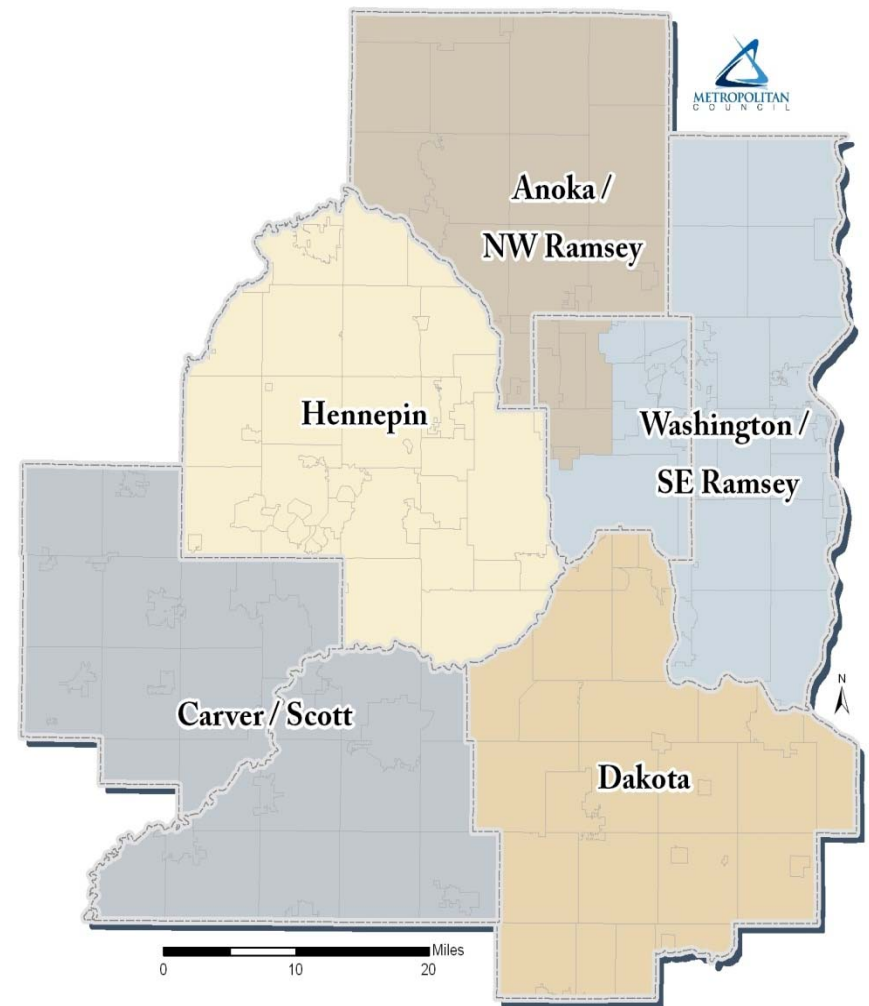 METROPOLITAN
COUNCIL
Anoka /
NW Ramsey
Hennepin
Washington /
SE Ramsey
N
Carver / Scott
Dakota
Miles
0 10 20